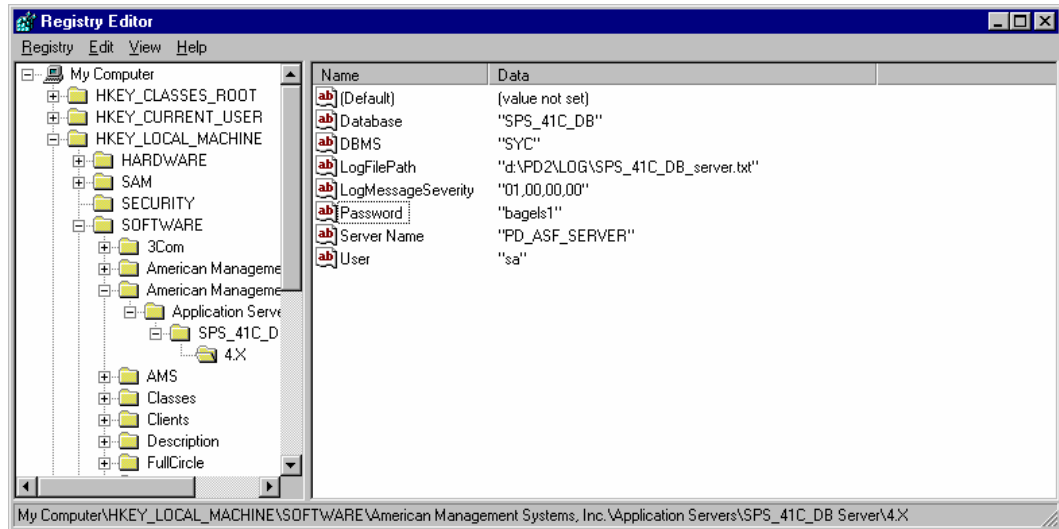 Registry Editor
Registry Edit View Help
My Computer
HKEY_CLASSES_ROOT
HKEY_CURRENT_USER
HKEY_LOCAL_MACHINE
HARDWARE
SAM
SECURITY
SOFTWARE
3Com
American Manageme
American Manageme
Application Serve
SPS_41C_D
4.X
AMS
Classes
Clients
Description
FullCircle
Name Data
(Default) (value not set)
Database "SPS_41C_DB"
DBMS "SYC"
LogFilePath "d:\PD2\LOG\SPS_41C_DB_server.txt"
LogMessageSeverity "01,00,00,00"
Password "bagels1"
Server Name "PD_ASF_SERVER"
User "sa"
My Computer\HKEY_LOCAL_MACHINE\SOFTWARE\American Management Systems, Inc.\Application Servers\SPS_41C_DB Server\4.X